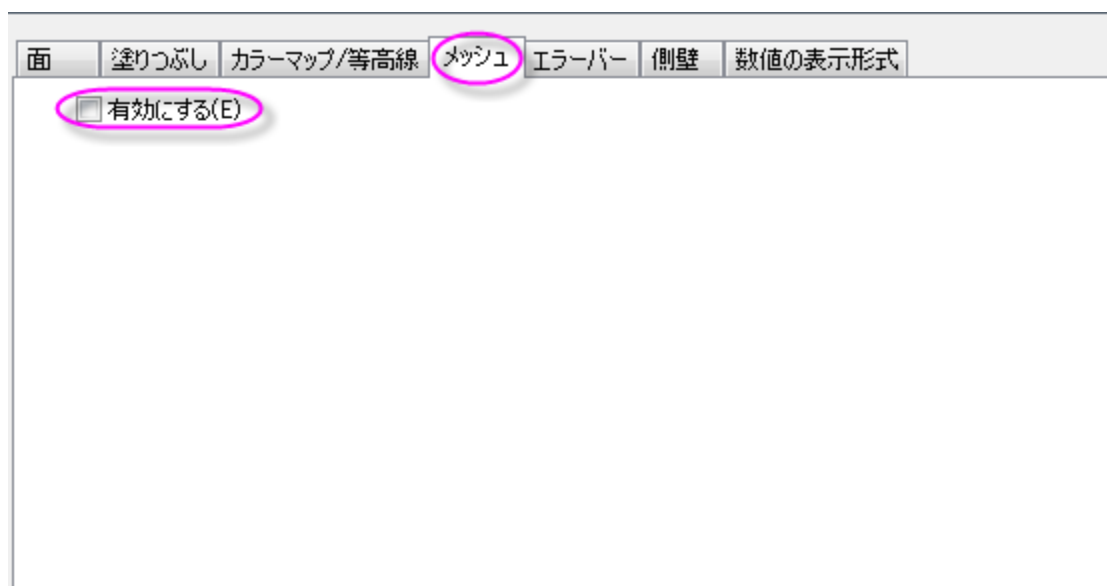 面 塗りつぶし カラーマップ/等高線 メッシュ エラーバー 側壁 数値の表示形式
有効にする(E)